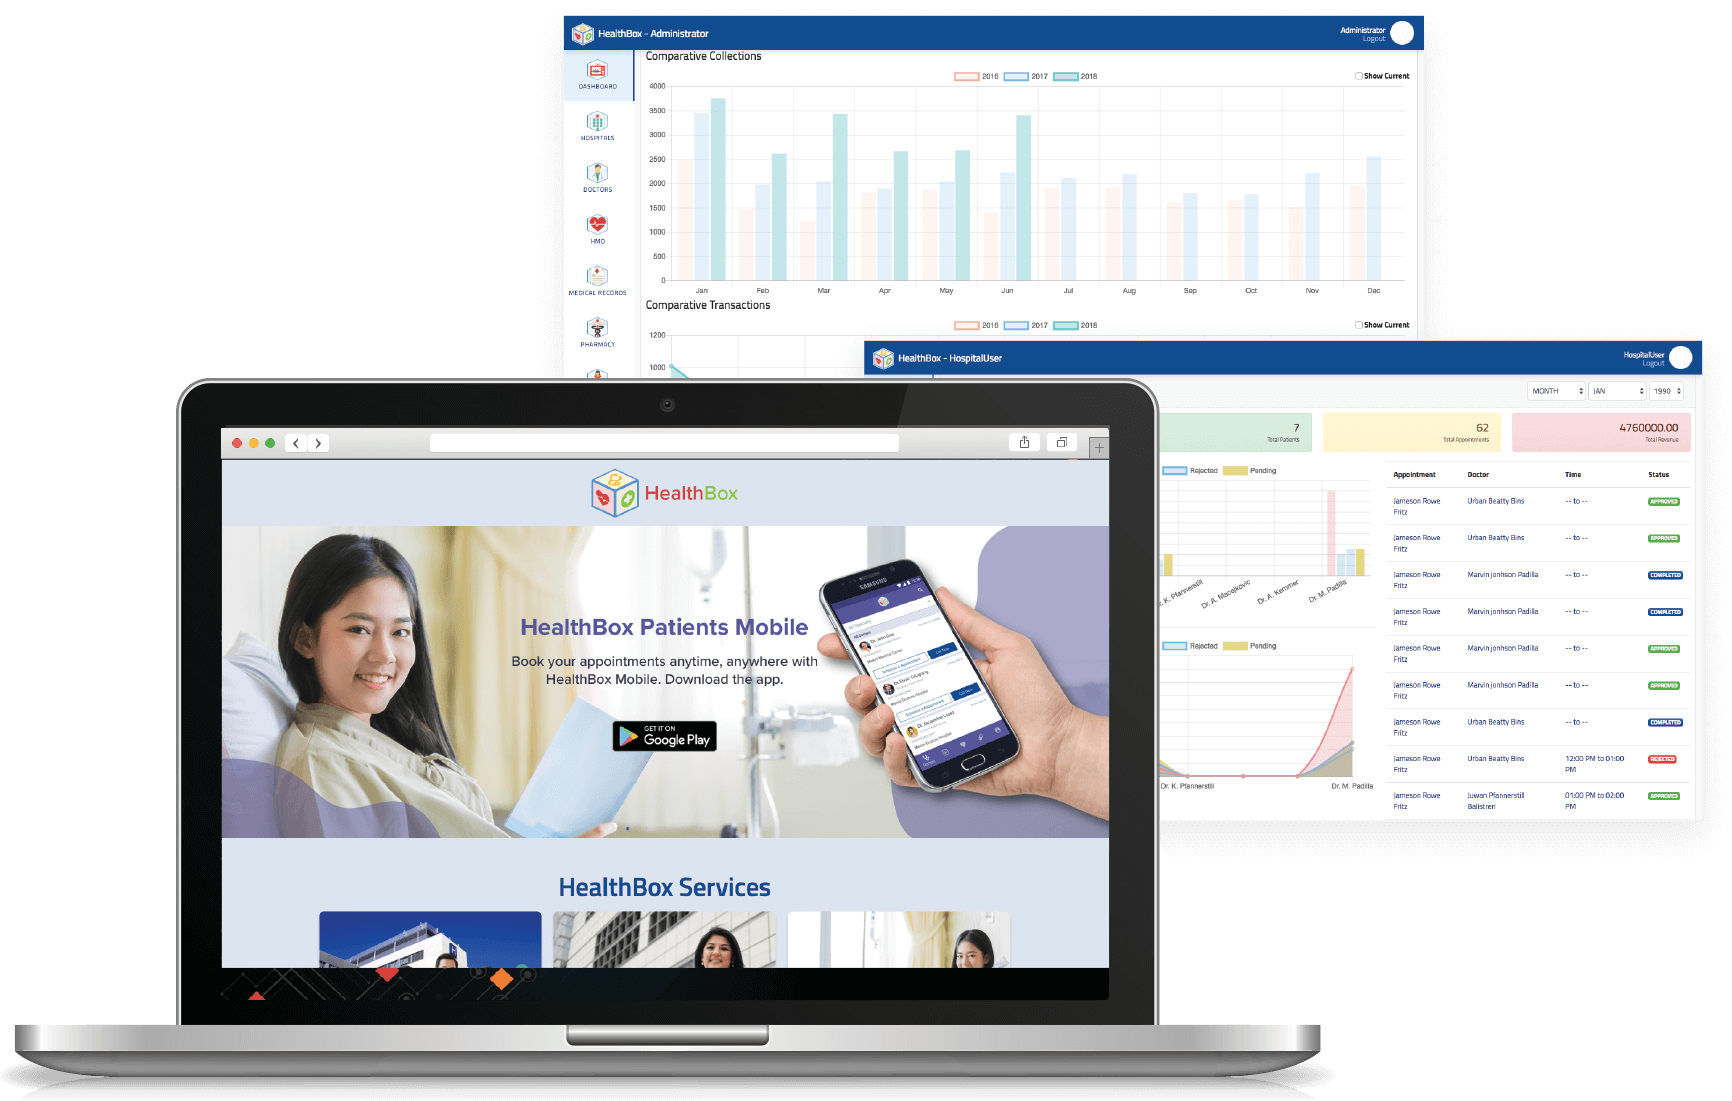 HealthBox - Administrator
Administrator
Logout
DASHBOARD
HOSPITALS
DOCTORS
HMO
MEDICAL RECORDS
PHARMACY
Comparative Collections
2016 2017 2018
Show Current
4000
3500
3000
2500
2000
1500
1000
500
0
Jan Feb Mar Apr May Jun Jul Aug Sep Oct Nov Dec
Comparative Transactions
2016 2017 2018
Show Current
1200
1000
HealthBox - HospitalUser
HospitalUser
Logout
MONTH JAN 1990
7
Total Patients
62
Total Appointments
4760000.00
Total Revenue
Rejected Pending
K. Pfannerstill Dr. A. Macejkovic Dr. A. Kemmer Dr. M. Padilla
Rejected Pending
Dr. K. Pfannerstill Dr. M. Padilla
Appointment Doctor Time Status
Jameson Rowe Urban Beatty Bins -- to -- APPROVED
Fritz
Jameson Rowe Urban Beatty Bins -- to -- APPROVED
Fritz
Jameson Rowe Marvin jonhson Padilla -- to -- COMPLETED
Fritz
Jameson Rowe Marvin jonhson Padilla -- to -- COMPLETED
Fritz
Jameson Rowe Marvin jonhson Padilla -- to -- APPROVED
Fritz
Jameson Rowe Marvin jonhson Padilla -- to -- APPROVED
Fritz
Jameson Rowe Urban Beatty Bins -- to -- COMPLETED
Fritz
Jameson Rowe Urban Beatty Bins 12:00 PM to 01:00 REJECTED
Fritz PM
Jameson Rowe Juwan Pfannerstill 01:00 PM to 02:00 APPROVED
Fritz Balistreri PM
HealthBox
HealthBox Patients Mobile
Book your appointments anytime, anywhere with
HealthBox Mobile. Download the app.
GET IT ON
Google Play
SAMSUNG
HealthBox Services